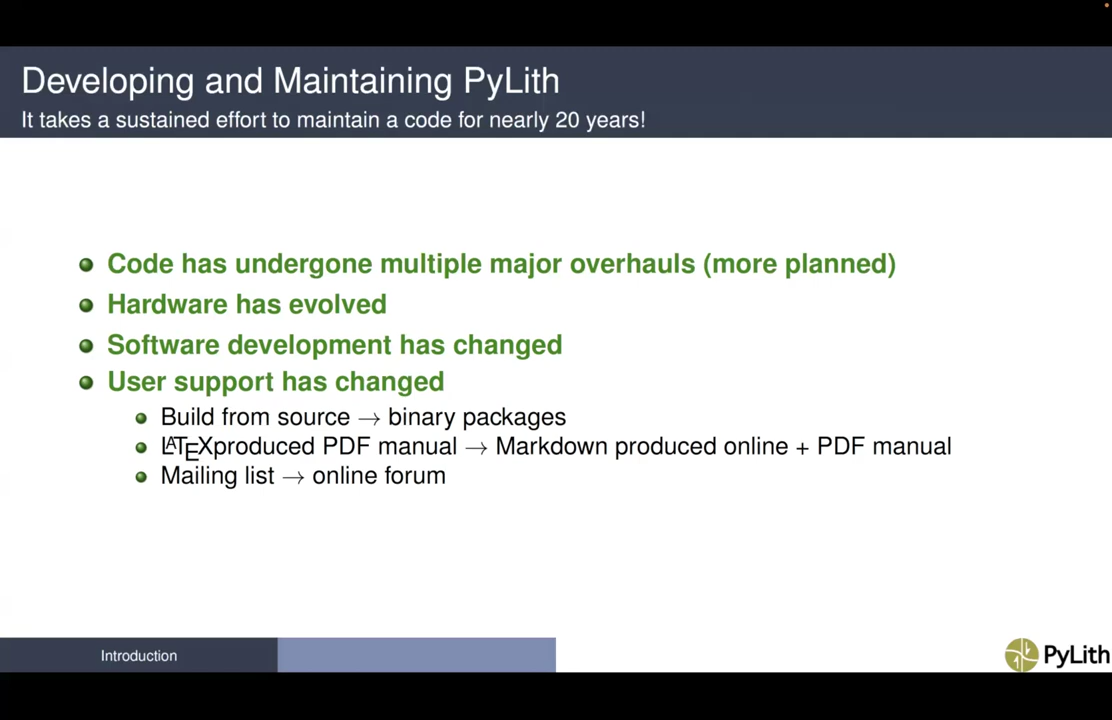 Developing and Maintaining PyLith
It takes a sustained effort to maintain a code for nearly 20 years!
Code has undergone multiple major overhauls (more planned)
Hardware has evolved
Software development has changed
User support has changed
Build from source → binary packages
LATEXproduced PDF manual → Markdown produced online + PDF manual
Mailing list → online forum
Introduction
PyLith